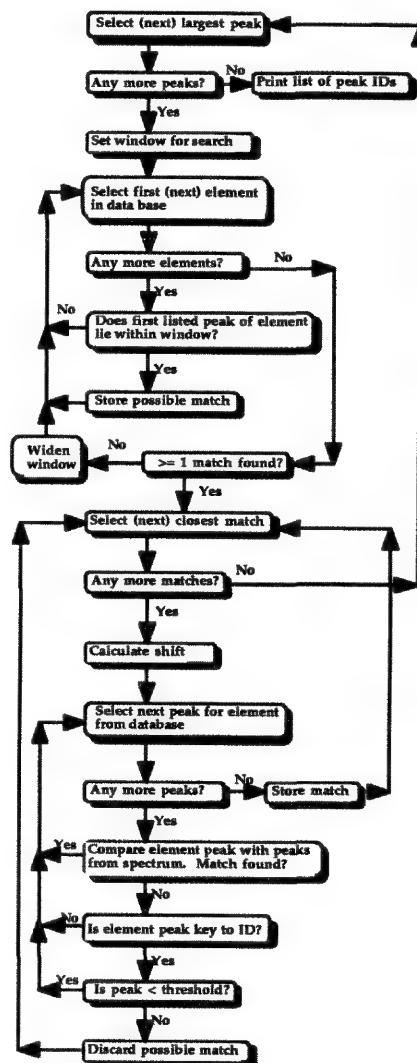 Select (next) largest peak
Any more peaks?
No
Print list of peak IDs
Yes
Set window for search
Select first (next) element
in data base
Any more elements?
No
Yes
No
Does first listed peak of element
lie within window?
Yes
Store possible match
Widen
window
No
>= 1 match found?
Yes
Select (next) closest match
Any more matches?
No
Yes
Calculate shift
Select next peak for element
from database
Any more peaks?
No
Store match
Yes
Yes
Compare element peak with peaks
from spectrum. Match found?
No
No
Is element peak key to ID?
Yes
Yes
Is peak < threshold?
No
Discard possible match